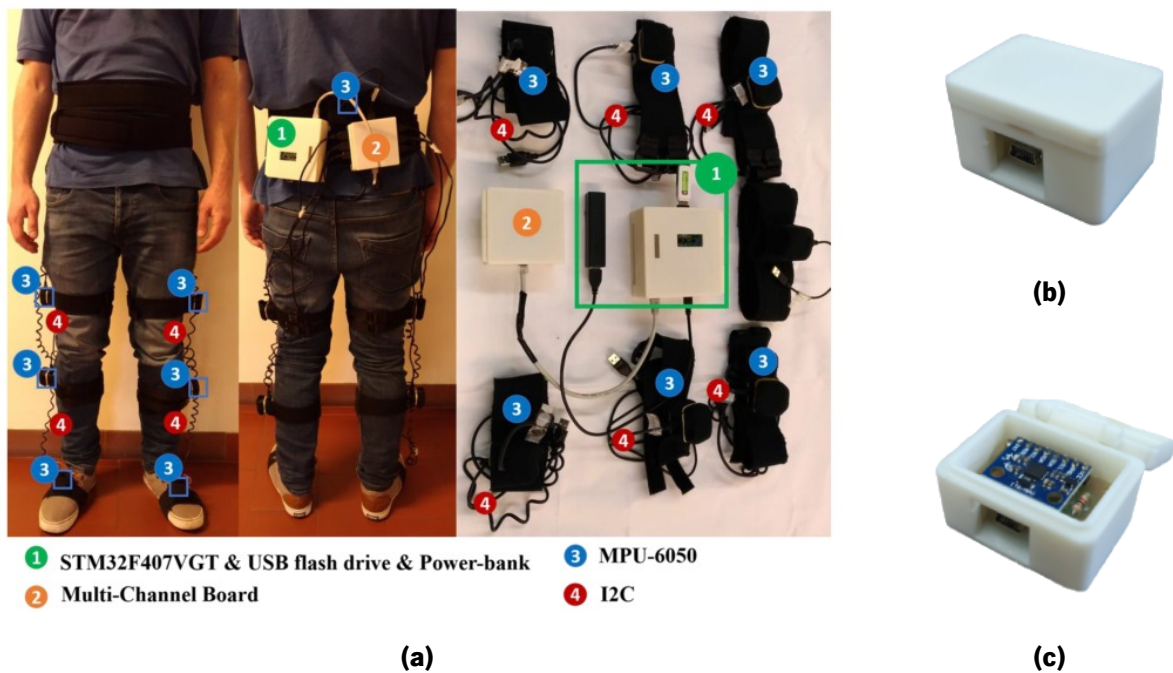 3 3
4 4
3 3
4 4
3 3
3
1
2
3 3 3
4 4 4
1
2
3
3 4
3 4
4
1 STM32F407VGT & USB flash drive & Power-bank
2 Multi-Channel Board
3 MPU-6050
4 I2C
(a)
(b)
(c)